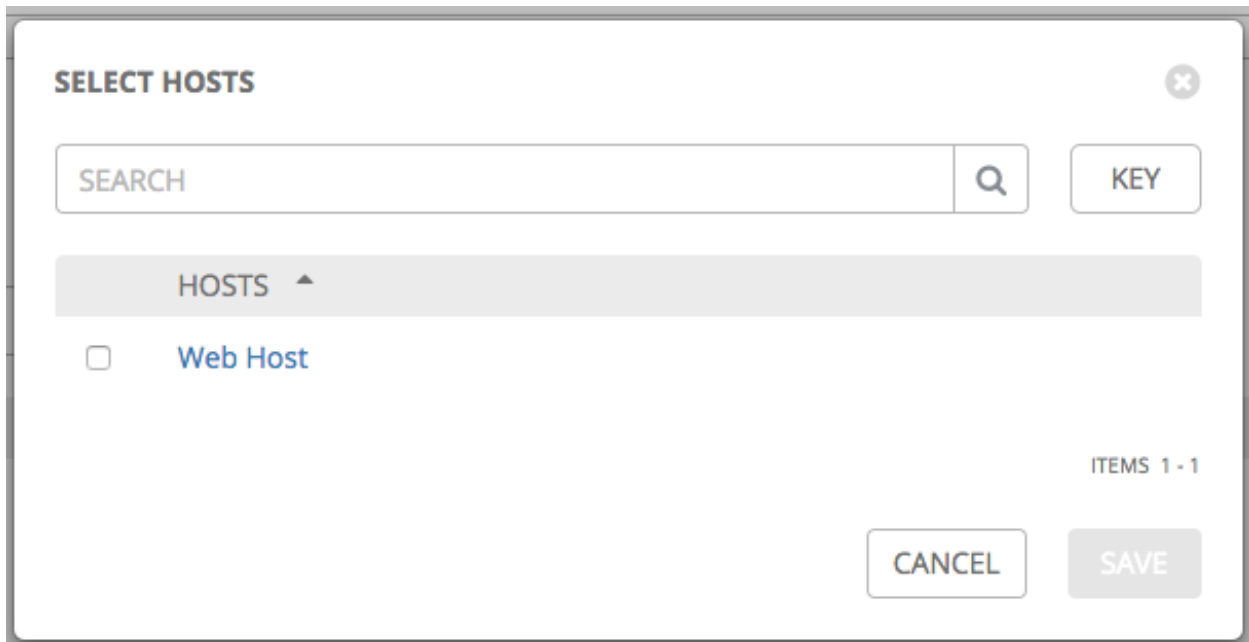 SELECT HOSTS
SEARCH
KEY
HOSTS
Web Host
ITEMS 1 - 1
CANCEL
SAVE